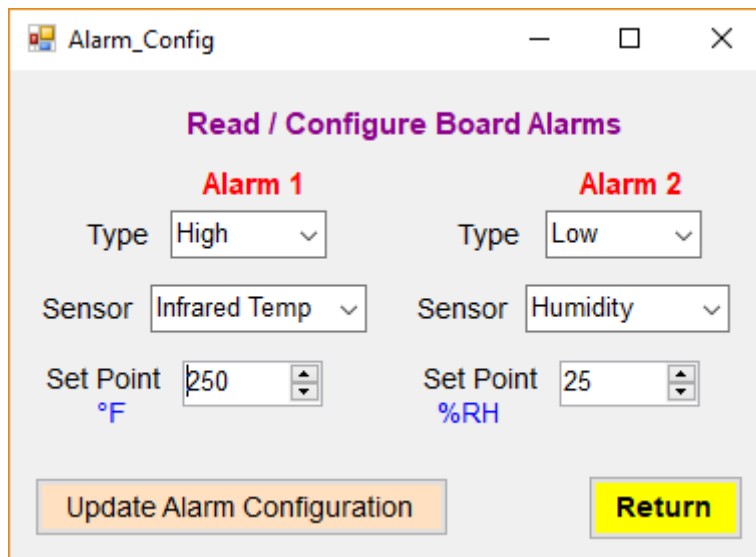 Alarm_Config
Read / Configure Board Alarms
Alarm 1 Alarm 2
Type High Type Low
Sensor Infrared Temp Sensor Humidity
Set Point 250 Set Point 25
°F %RH
Update Alarm Configuration Return